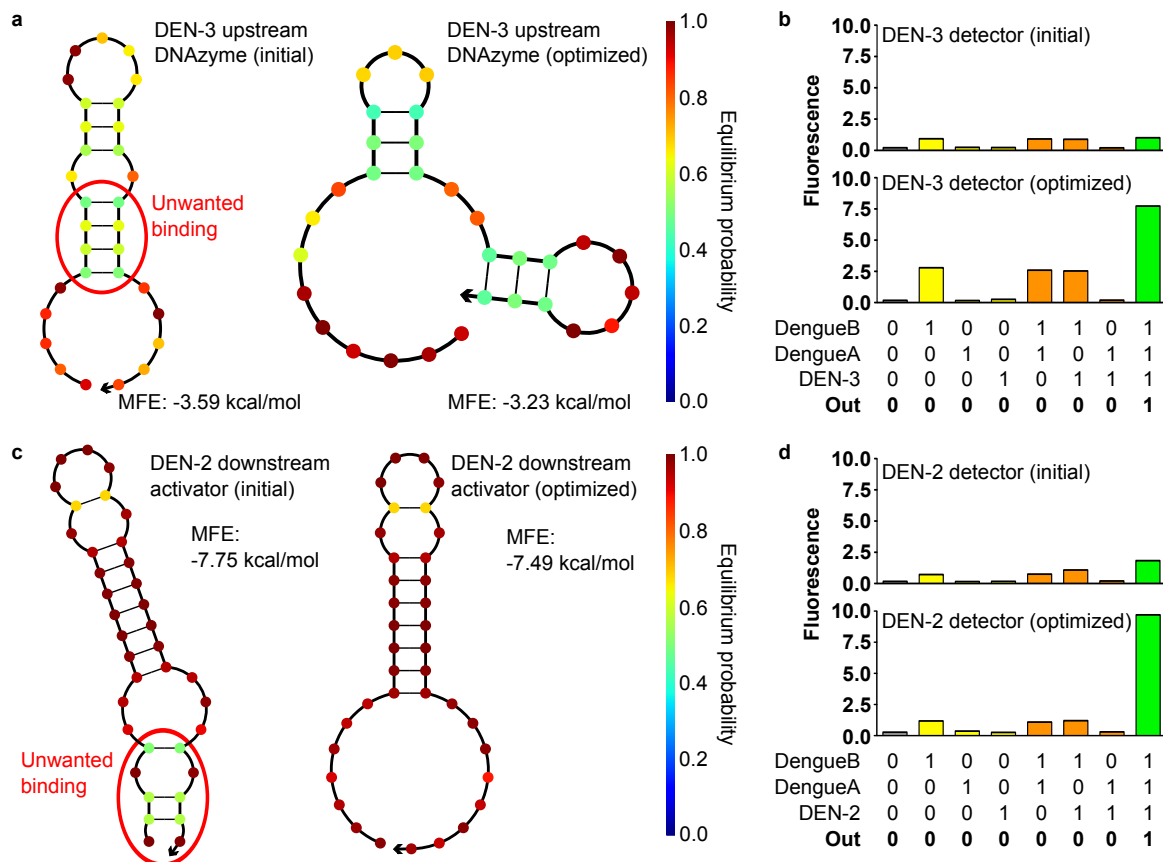 a
DEN-3 upstream
DNAzyme (initial)
DEN-3 upstream
DNAzyme (optimized)
Unwanted
binding
MFE: -3.59 kcal/mol
MFE: -3.23 kcal/mol
1.0
0.8
0.6
0.4
0.2
0.0
Equilibrium probability
b
10.0
7.5
5.0
2.5
0.0
DEN-3 detector (initial)
Fluorescence
10.0
7.5
5.0
2.5
0.0
DEN-3 detector (optimized)
DengueB 0 1 0 0 1 1 0 1
DengueA 0 0 1 0 1 0 1 1
DEN-3 0 0 0 1 0 1 1 1
Out 0 0 0 0 0 0 0 1
c
DEN-2 downstream
activator (initial)
MFE:
-7.75 kcal/mol
DEN-2 downstream
activator (optimized)
MFE:
-7.49 kcal/mol
Unwanted
binding
1.0
0.8
0.6
0.4
0.2
0.0
Equilibrium probability
d
10.0
7.5
5.0
2.5
0.0
DEN-2 detector (initial)
Fluorescence
10.0
7.5
5.0
2.5
0.0
DEN-2 detector (optimized)
DengueB 0 1 0 0 1 1 0 1
DengueA 0 0 1 0 1 0 1 1
DEN-2 0 0 0 1 0 1 1 1
Out 0 0 0 0 0 0 0 1